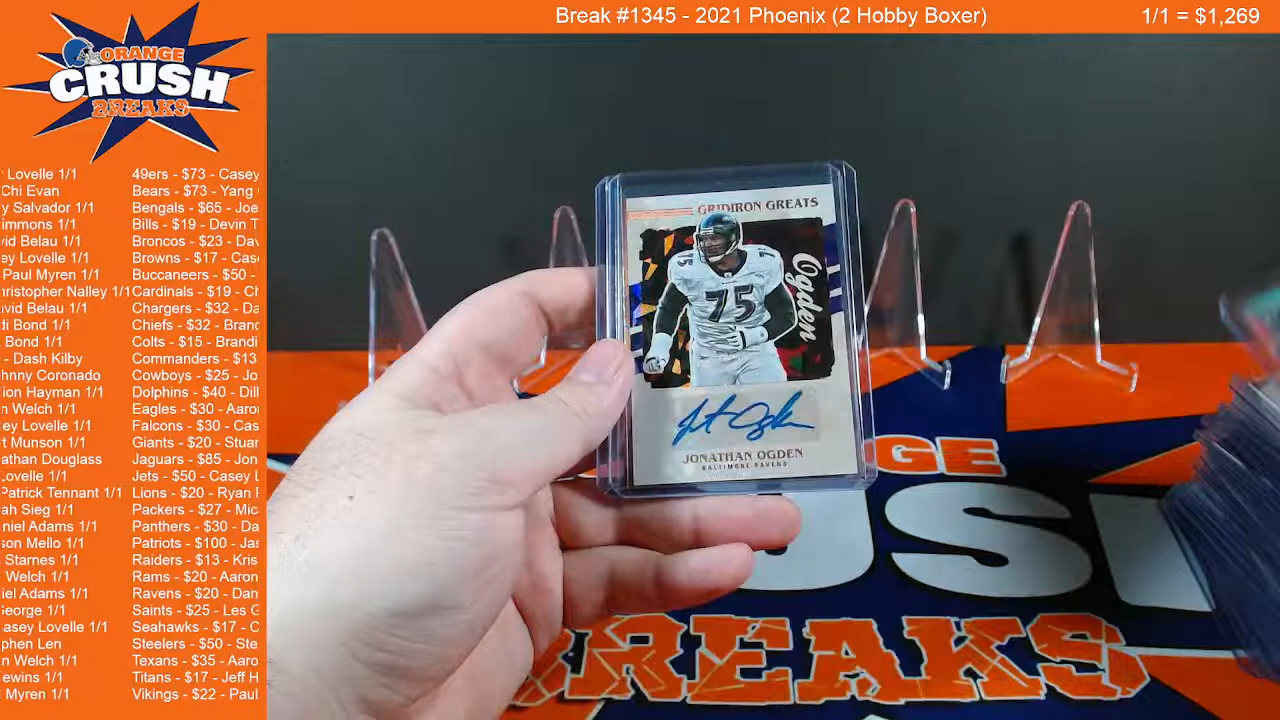 Break #1345 - 2021 Phoenix (2 Hobby Boxer)
1/1 = $1,269
ORANGE
CRUSH
BREAKS
Lovelle 1/1
Chi Evan
y Salvador 1/1
immons 1/1
vid Belau 1/1
ey Lovelle 1/1
Paul Myren 1/1
hristopher Nalley 1/1
avid Belau 1/1
di Bond 1/1
Bond 1/1
- Dash Kilby
hnny Coronado
ion Hayman 1/1
n Welch 1/1
ey Lovelle 1/1
t Munson 1/1
athan Douglass
Lovelle 1/1
Patrick Tennant 1/1
ah Sieg 1/1
niel Adams 1/1
son Mello 1/1
Starnes 1/1
Welch 1/1
iel Adams 1/1
George 1/1
asey Lovelle 1/1
phen Len
n Welch 1/1
ewins 1/1
Myren 1/1
49ers - $73 - Casey
Bears - $73 - Yang
Bengals - $65 - Joe
Bills - $19 - Devin T
Broncos - $23 - Dav
Browns - $17 - Case
Buccaneers - $50 -
Cardinals - $19 - Ch
Chargers - $32 - Da
Chiefs - $32 - Brand
Colts - $15 - Brandi
Commanders - $13
Cowboys - $25 - Jo
Dolphins - $40 - Dill
Eagles - $30 - Aaron
Falcons - $30 - Cas
Giants - $20 - Stuar
Jaguars - $85 - Jon
Jets - $50 - Casey L
Lions - $20 - Ryan
Packers - $27 - Mic
Panthers - $30 - Da
Patriots - $100 - Jas
Raiders - $13 - Kris
Rams - $20 - Aaron
Ravens - $20 - Dan
Saints - $25 - Les G
Seahawks - $17 - C
Steelers - $50 - Ste
Texans - $35 - Aaro
Titans - $17 - Jeff H
Vikings - $22 - Paul
GRIDIRON GREATS
75
75
Ogden
JONATHAN OGDEN
BALTIMORE RAVENS
GE
USH
BREAKS